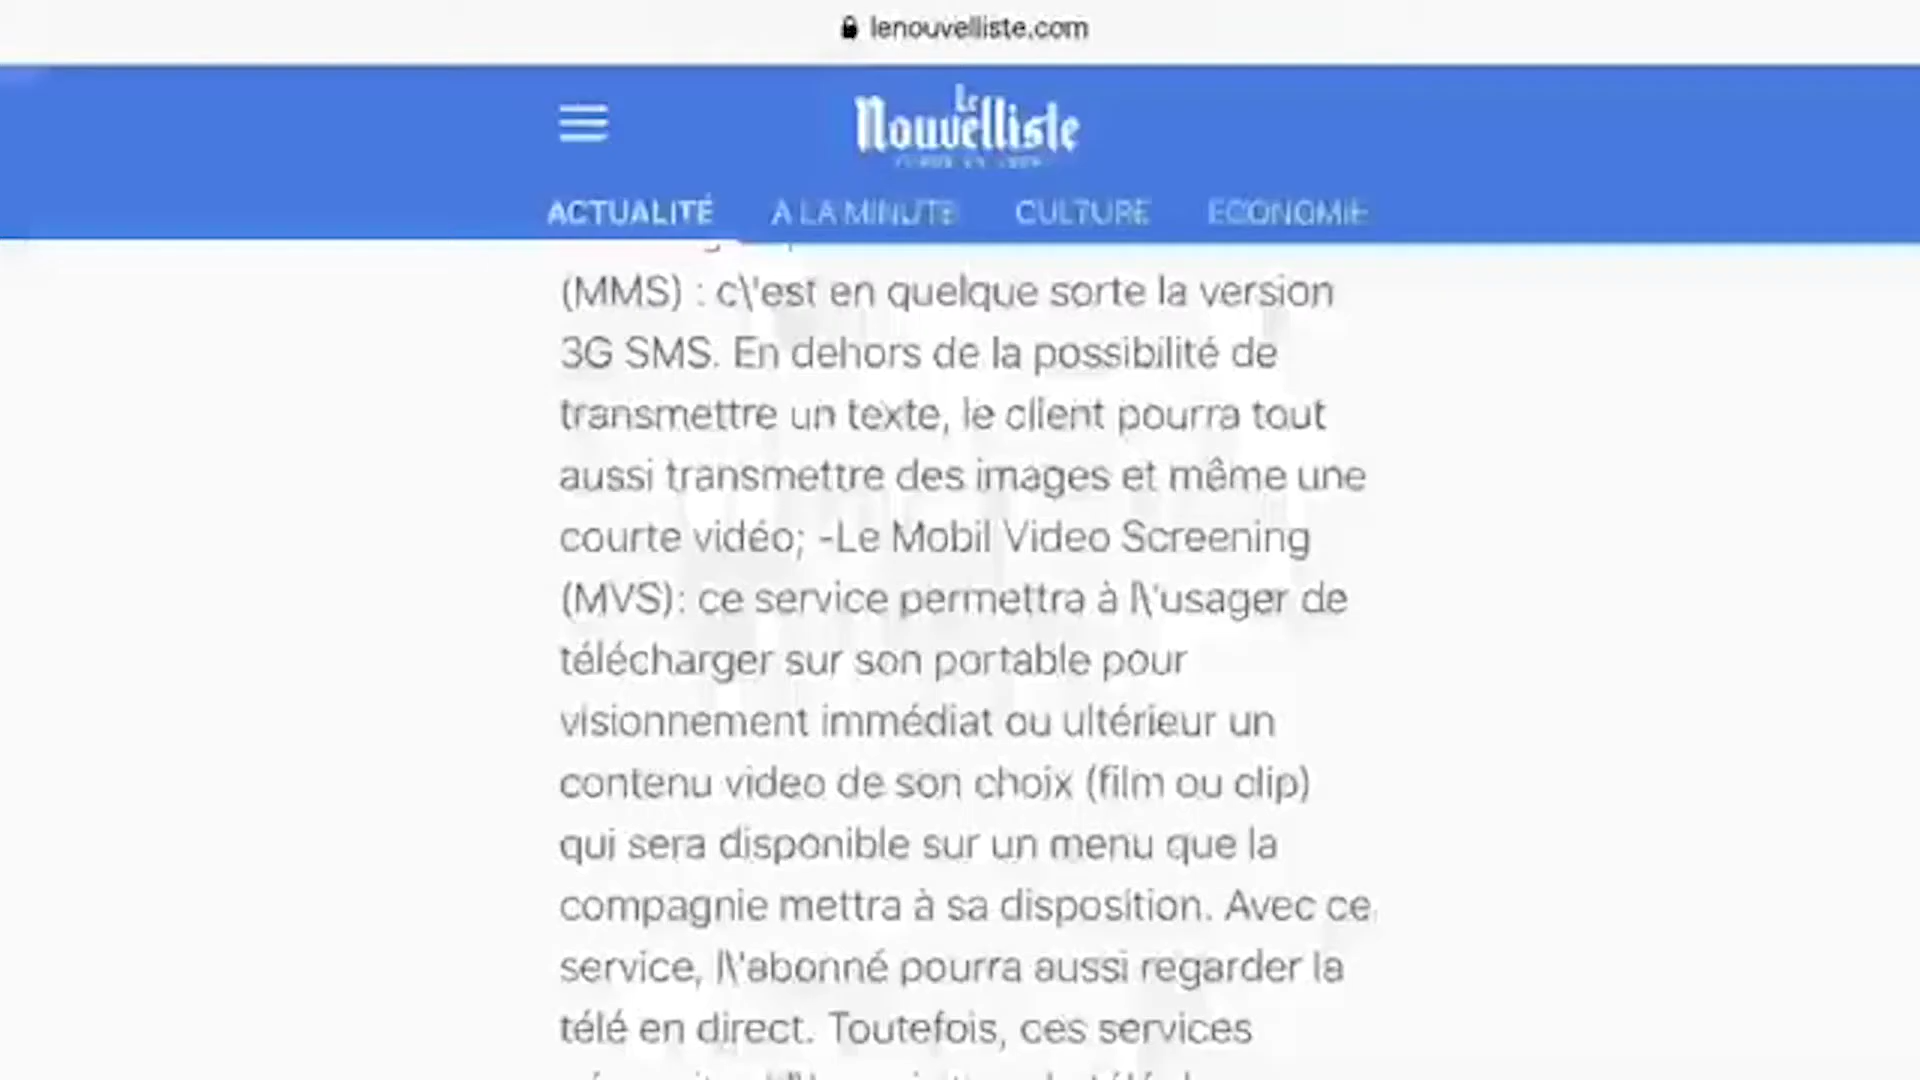 lenouvelliste.com
Le
Nouvelliste
ACTUALITÉ A LA MINUTE CULTURE ECONOMIE
(MMS) : c\'est en quelque sorte la version
3G SMS. En dehors de la possibilité de
transmettre un texte, le client pourra tout
aussi transmettre des images et même une
courte vidéo; -Le Mobil Video Screening
(MVS): ce service permettra à l\'usager de
télécharger sur son portable pour
visionnement immédiat ou ultérieur un
contenu video de son choix (film ou clip)
qui sera disponible sur un menu que la
compagnie mettra à sa disposition. Avec ce
service, l\'abonné pourra aussi regarder la
télé en direct. Toutefois, ces services